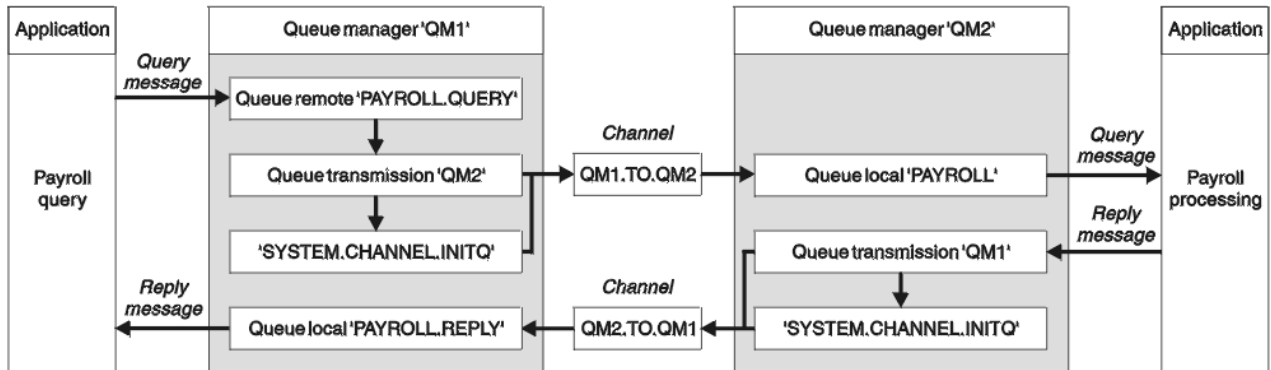 Application
Queue manager 'QM1'
Queue manager 'QM2'
Application
Query
message
Queue remote 'PAYROLL.QUERY'
Channel
Query
message
Payroll
query
Queue transmission 'QM2'
QM1.TO.QM2
Queue local 'PAYROLL'
Payroll
processing
Reply
message
'SYSTEM.CHANNEL.INITQ'
Queue transmission 'QM1'
Reply
message
Channel
Queue local 'PAYROLL.REPLY'
QM2.TO.QM1
'SYSTEM.CHANNEL.INITQ'